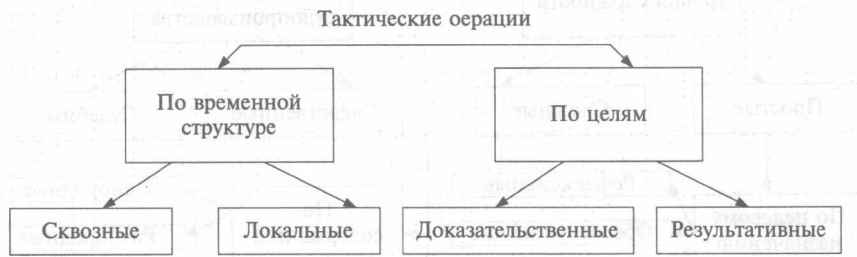 Тактические оерации
По временной
структуре
По целям
Сквозные
Локальные
Доказательственные
Результативные